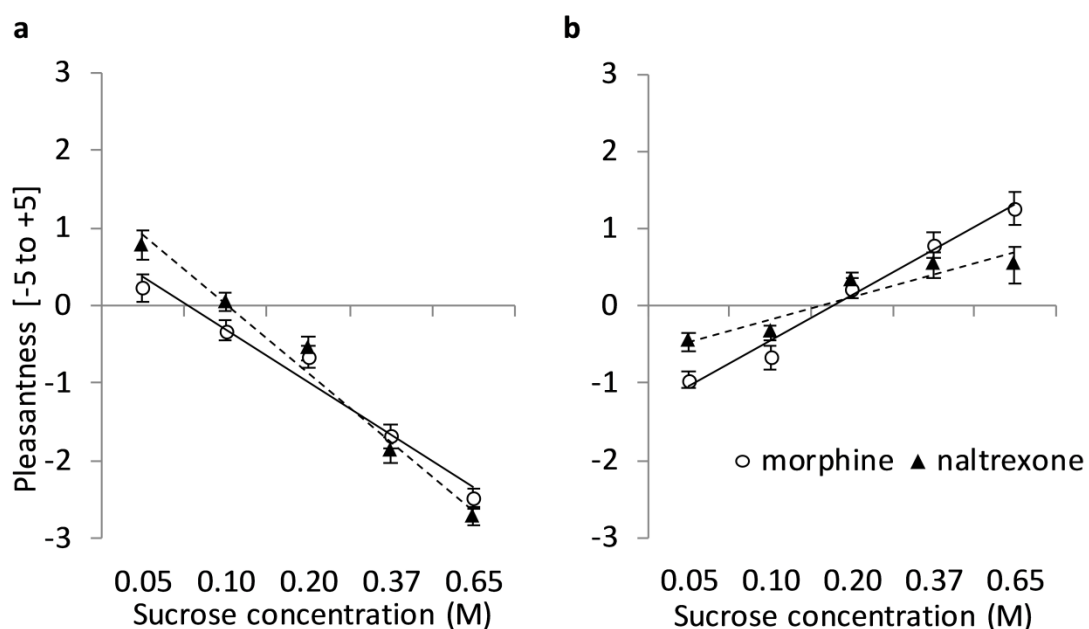 a
b
Pleasantness [-5 to +5]
3
2
1
0
-1
-2
-3
0.05 0.10 0.20 0.37 0.65
Sucrose concentration (M)
3
2
1
0
-1
-2
-3
morphine naltrexone
0.05 0.10 0.20 0.37 0.65
Sucrose concentration (M)